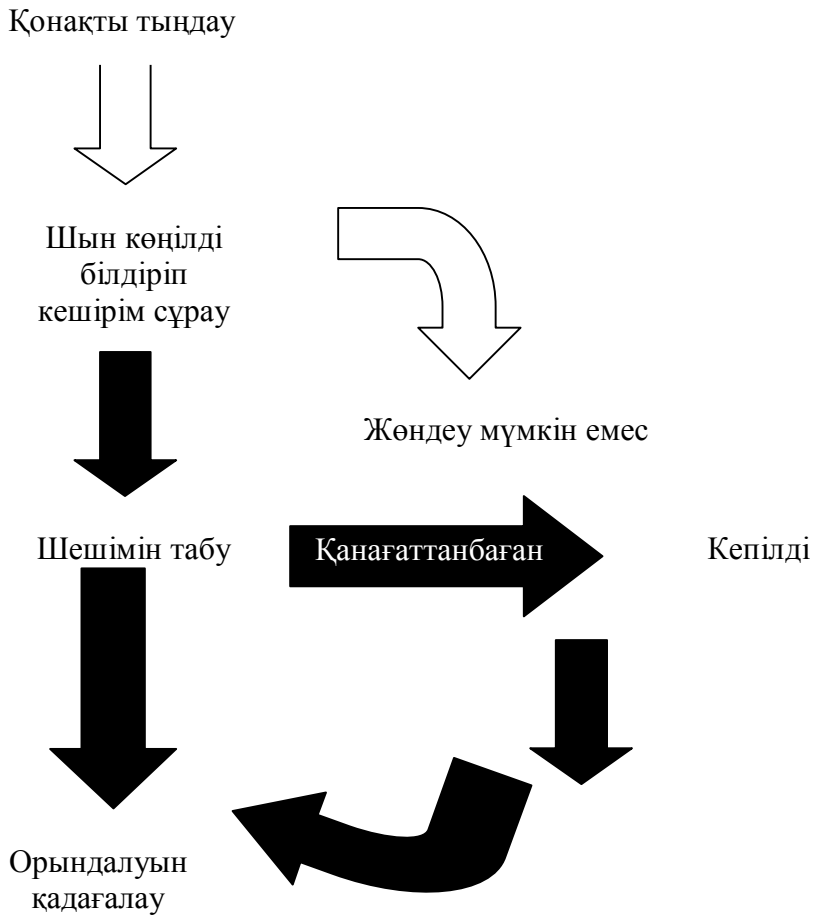 Қонақты тыңдау
Шын көңілді
білдіріп
кешірім сұрау
Жөндеу мүмкін емес
Шешімін табу
Қанағаттанбаған
Кепілді
Орындалуын
қадағалау